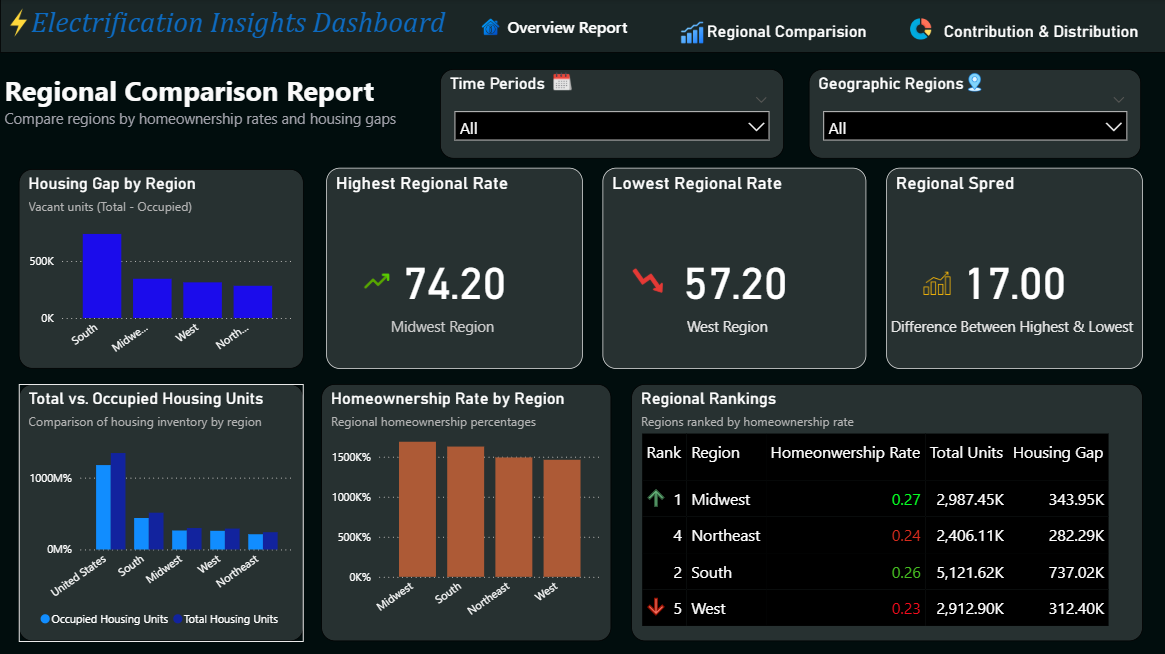 Electrification Insights Dashboard
Overview Report
Regional Comparision
Contribution & Distribution
Regional Comparison Report
Compare regions by homeownership rates and housing gaps
Time Periods
All
Geographic Regions
All
Housing Gap by Region
Vacant units (Total - Occupied)
500K
0K
South
Midwe...
West
North...
Highest Regional Rate
74.20
Midwest Region
Lowest Regional Rate
57.20
West Region
Regional Spred
17.00
Difference Between Highest & Lowest
Total vs. Occupied Housing Units
Comparison of housing inventory by region
1000M%
0M%
United States
South
Midwest
West
Northeast
Occupied Housing Units
Total Housing Units
Homeownership Rate by Region
Regional homeownership percentages
1500K%
1000K%
500K%
0K%
Midwest
South
Northeast
West
Regional Rankings
Regions ranked by homeownership rate
Rank Region Homeonwership Rate Total Units Housing Gap
1 Midwest 0.27 2,987.45K 343.95K
4 Northeast 0.24 2,406.11K 282.29K
2 South 0.26 5,121.62K 737.02K
5 West 0.23 2,912.90K 312.40K